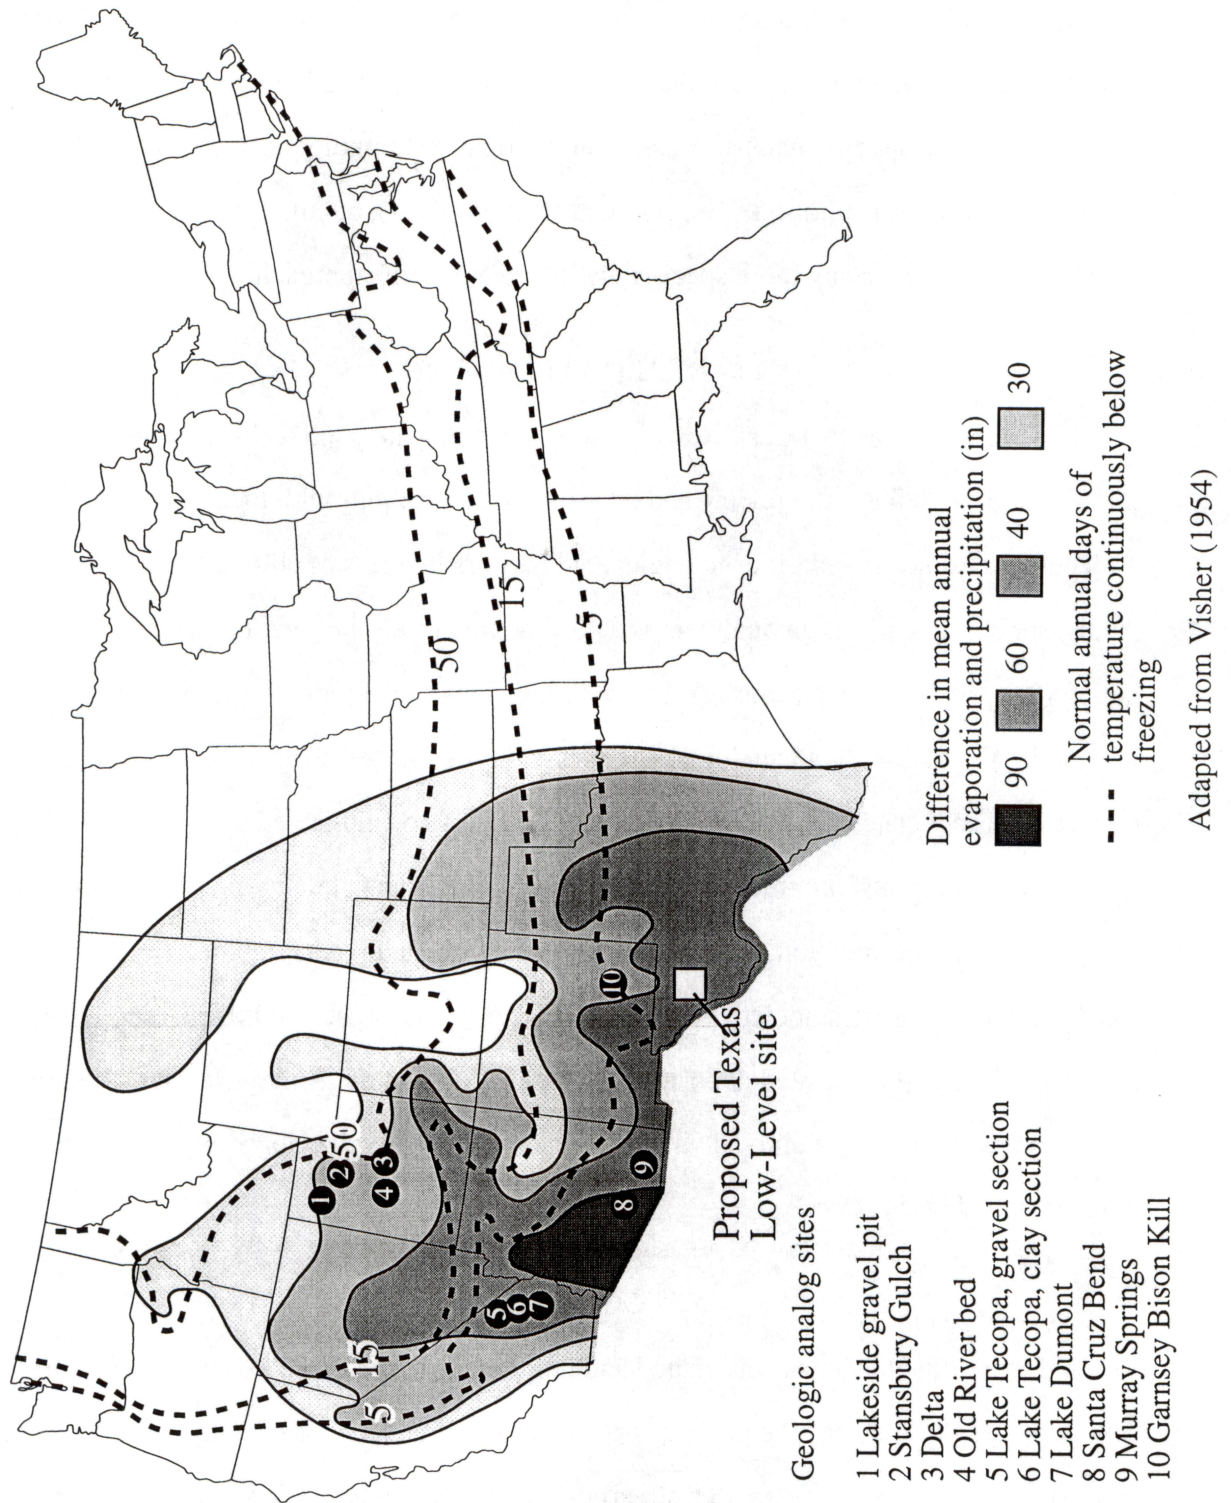 50
15
5
50
15
5
1
2
3
4
5
6
7
8
9
10
Proposed Texas
Low-Level site
Geologic analog sites
1 Lakeside gravel pit
2 Stansbury Gulch
3 Delta
4 Old River bed
5 Lake Tecopa, gravel section
6 Lake Tecopa, clay section
7 Lake Dumont
8 Santa Cruz Bend
9 Murray Springs
10 Garnsey Bison Kill
Difference in mean annual
evaporation and precipitation (in)
90 60 40 30
Normal annual days of
temperature continuously below
freezing
Adapted from Visher (1954)